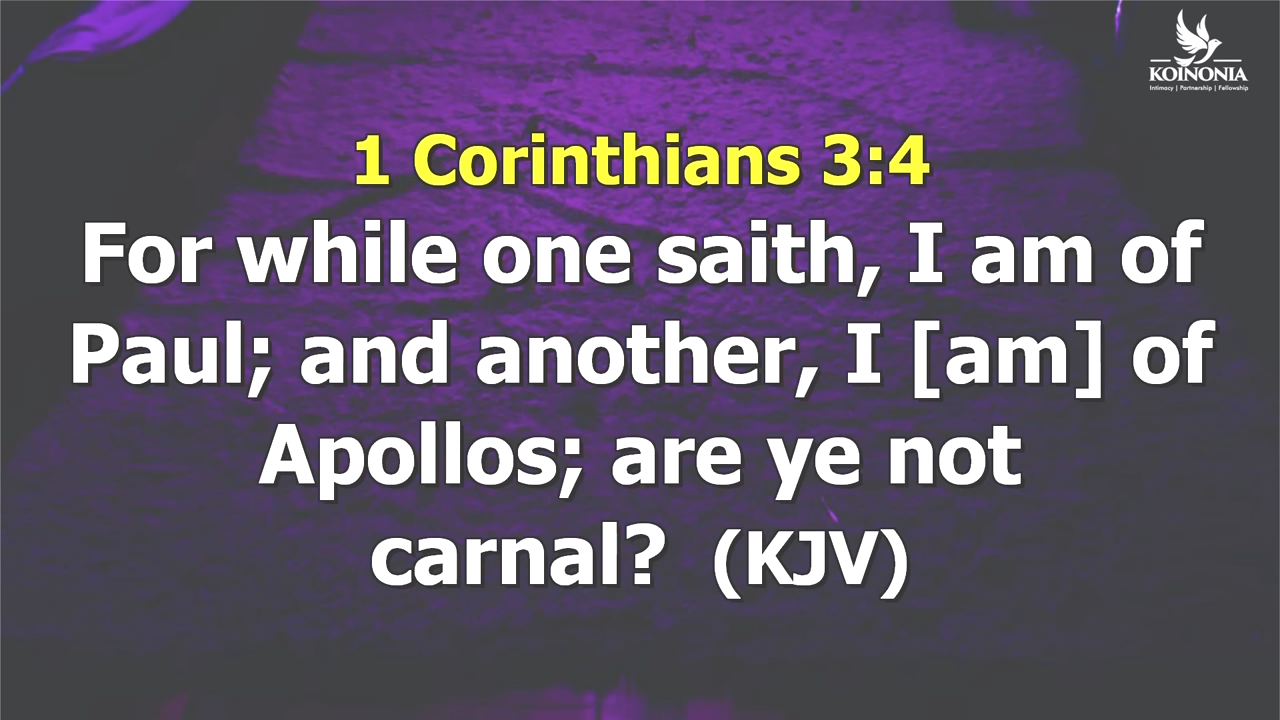 KOINONIA
Intimacy | Partnership | Fellowship
1 Corinthians 3:4
For while one saith, I am of
Paul; and another, I [am] of
Apollos; are ye not
carnal?  (KJV)